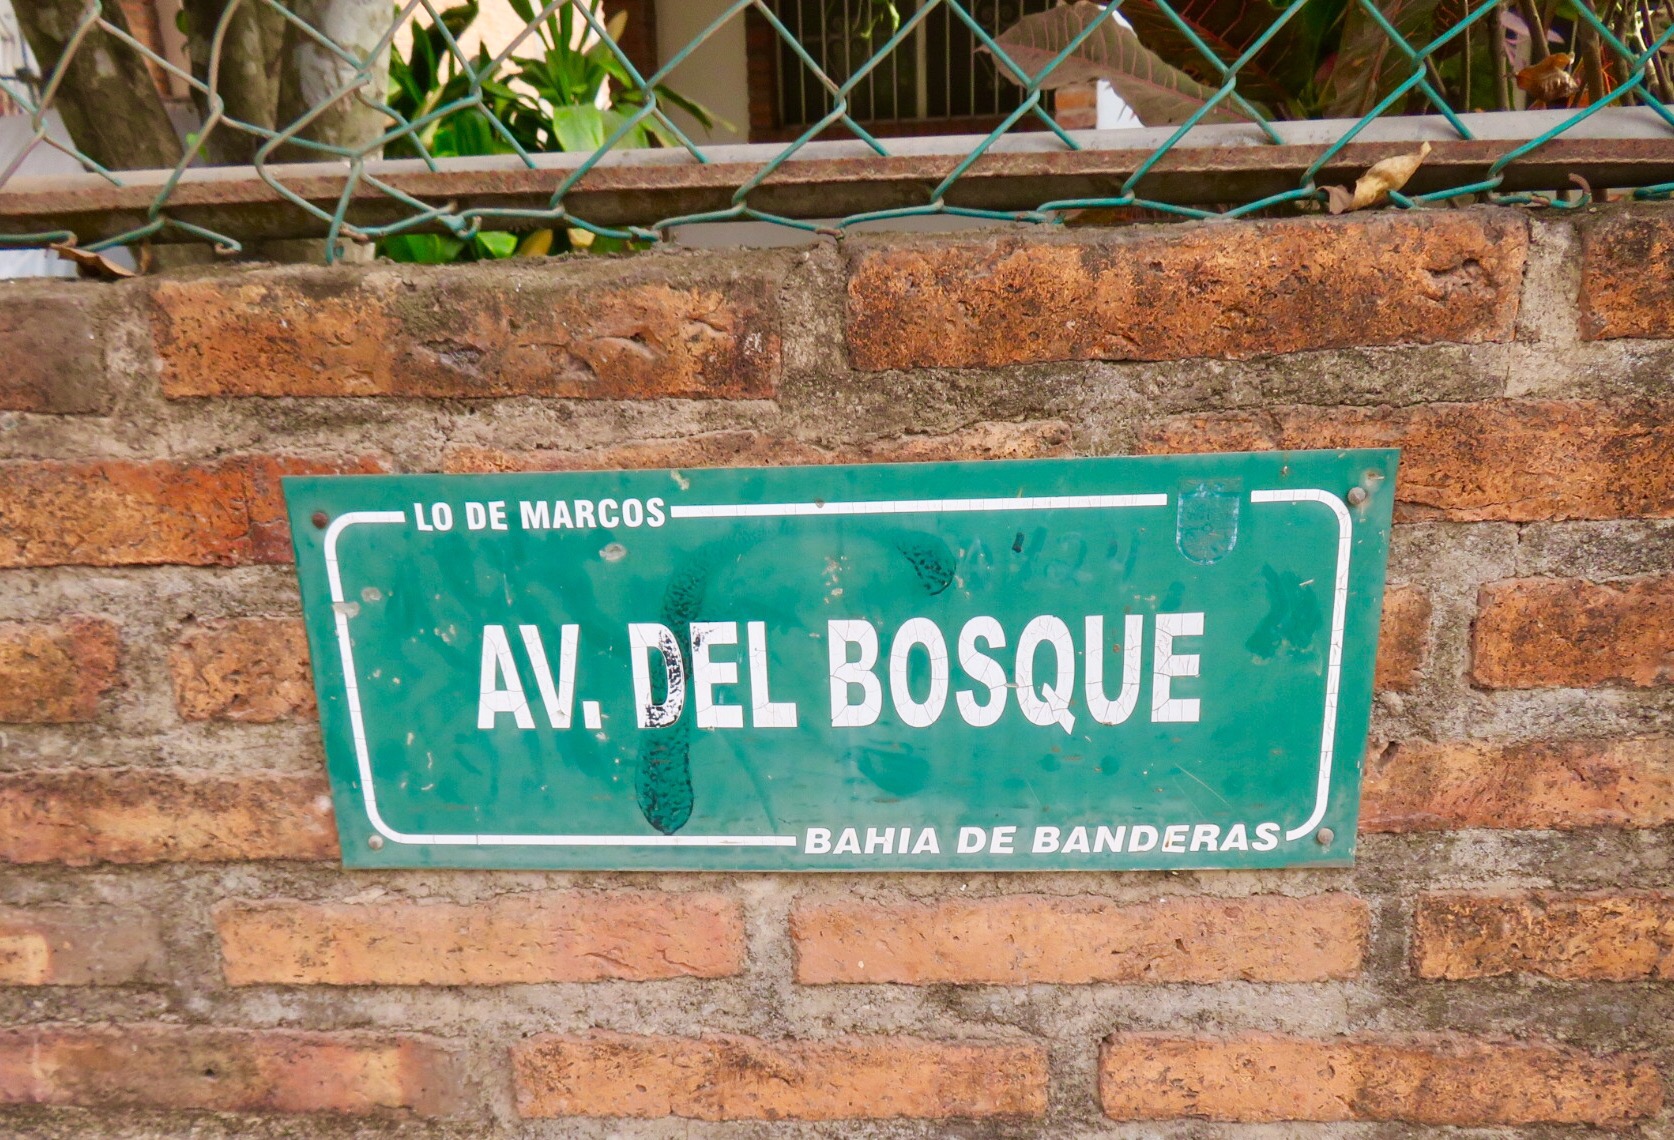 LO DE MARCOS
AV. DEL BOSQUE
BAHIA DE BANDERAS